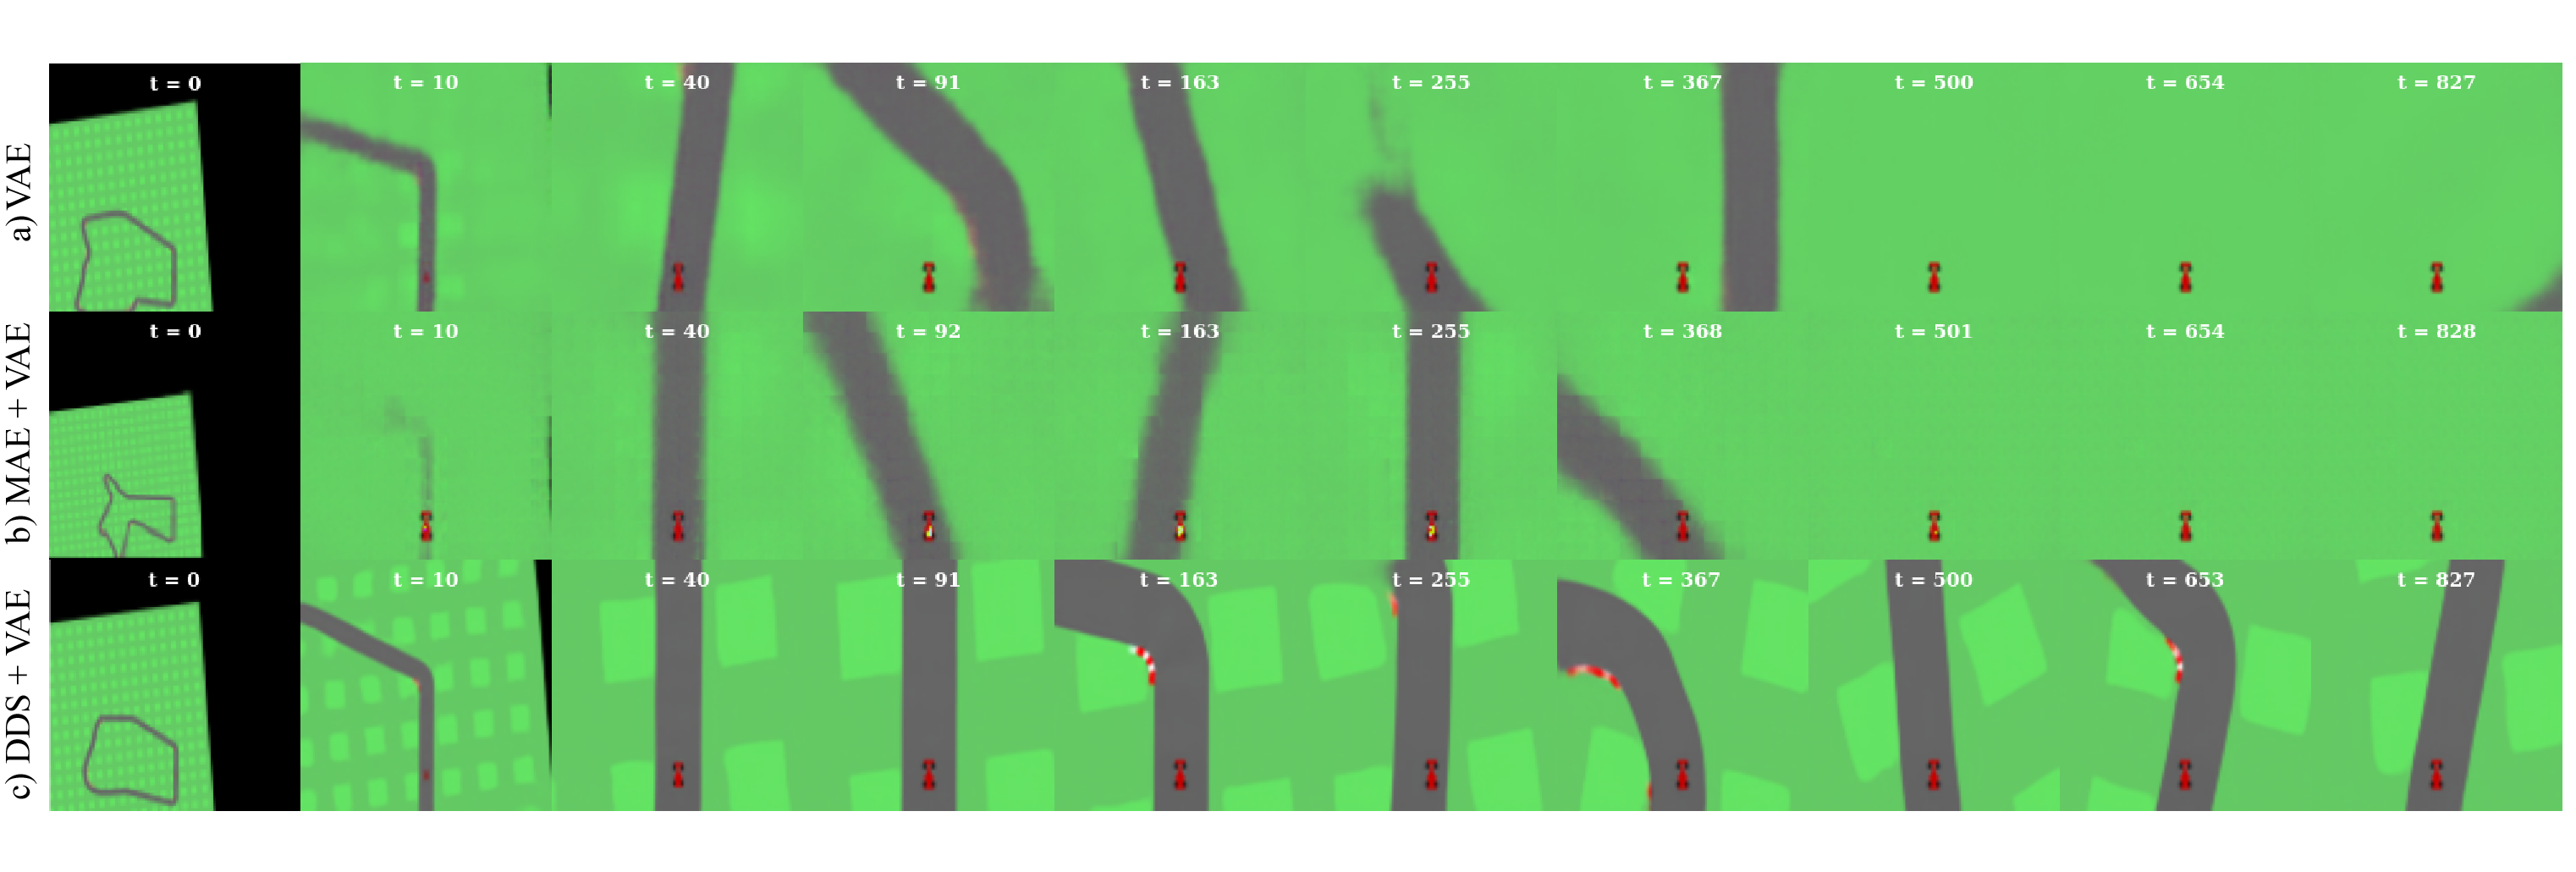 a) VAE
t = 0
t = 10
t = 40
t = 91
t = 163
t = 255
t = 367
t = 500
t = 654
t = 827
b) MAE + VAE
t = 0
t = 10
t = 40
t = 92
t = 163
t = 255
t = 368
t = 501
t = 654
t = 828
c) DDS + VAE
t = 0
t = 10
t = 40
t = 91
t = 163
t = 255
t = 367
t = 500
t = 653
t = 827